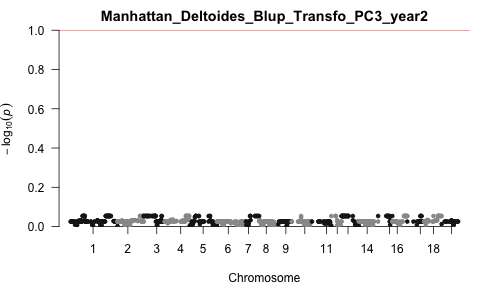 Manhattan_Deltoides_Blup_Transfo_PC3_year2
1.0
0.8
0.6
0.4
0.2
0.0
− log10(p)
1 2 3 4 5 6 7 8 9 11 14 16 18
Chromosome